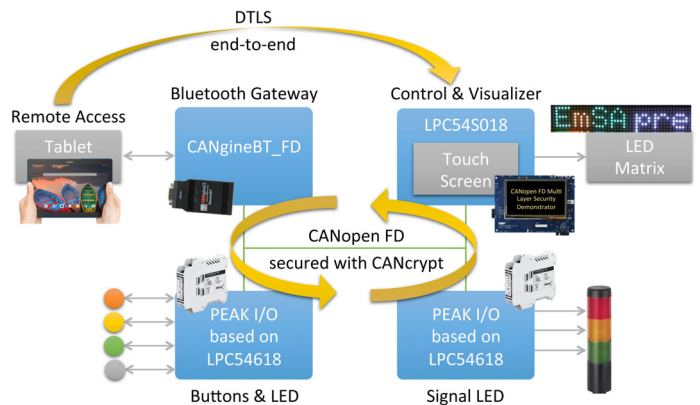 DTLS
end-to-end
Bluetooth Gateway
Control & Visualizer
Remote Access
Tablet
CANgineBT_FD
LPC54S018
Touch
Screen
EmSA pre
LED
Matrix
CANopen FD Multi
Layer Security
Demonstrator
CANopen FD
secured with CANcrypt
PEAK I/O
based on
LPC54618
PEAK I/O
based on
LPC54618
Buttons & LED
Signal LED